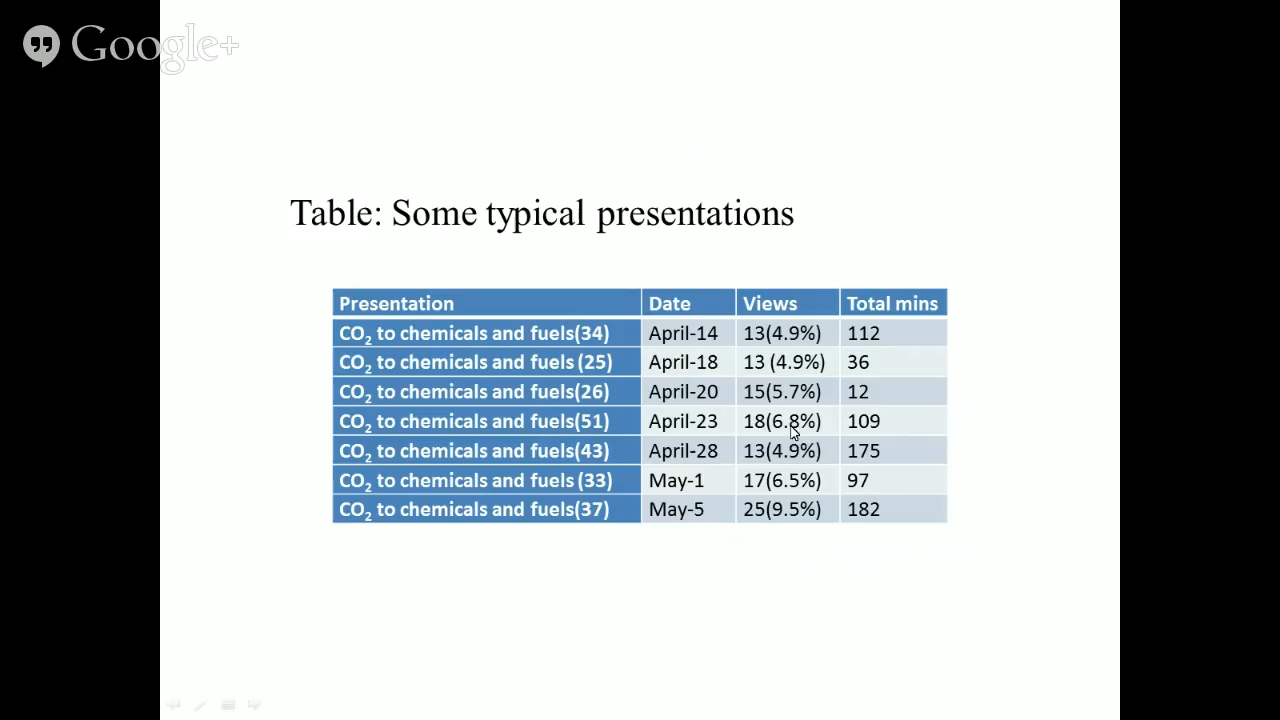 Google+
Table: Some typical presentations
Presentation Date Views Total mins
CO2 to chemicals and fuels(34) April-14 13(4.9%) 112
CO2 to chemicals and fuels (25) April-18 13 (4.9%) 36
CO2 to chemicals and fuels(26) April-20 15(5.7%) 12
CO2 to chemicals and fuels(51) April-23 18(6.8%) 109
CO2 to chemicals and fuels(43) April-28 13(4.9%) 175
CO2 to chemicals and fuels (33) May-1 17(6.5%) 97
CO2 to chemicals and fuels(37) May-5 25(9.5%) 182